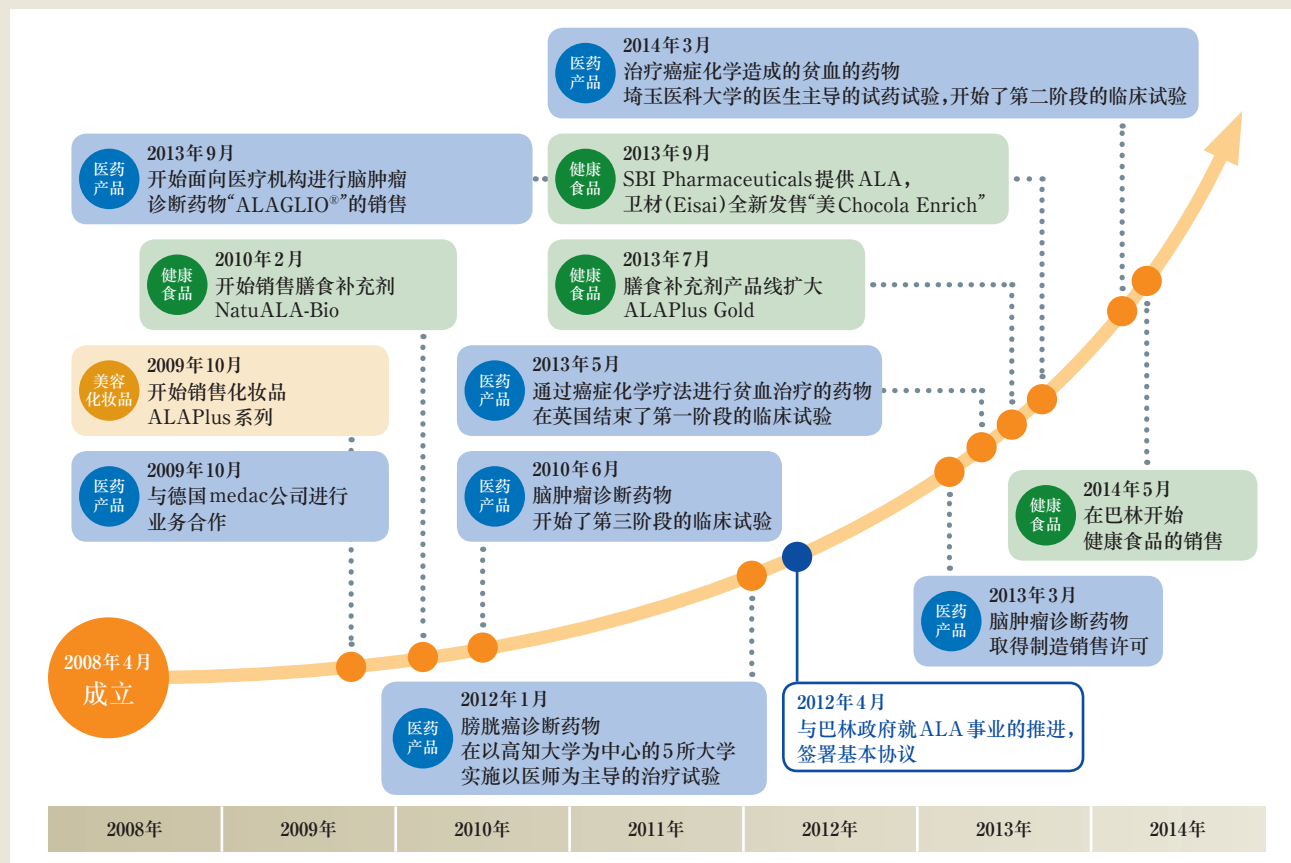 医药
产品
2014年3月
治疗癌症化学造成的贫血的药物
埼玉医科大学的医生主导的试药试验,开始了第二阶段的临床试验
医药
产品
2013年9月
开始面向医疗机构进行脑肿瘤
诊断药物“ALAGLIO®”的销售
健康
食品
2013年9月
SBI Pharmaceuticals提供ALA,
卫材(Eisai)全新发售“美Chocola Enrich”
健康
食品
2010年2月
开始销售膳食补充剂
NatuALA-Bio
健康
食品
2013年7月
膳食补充剂产品线扩大
ALAPlus Gold
美容
化妆品
2009年10月
开始销售化妆品
ALAPlus系列
医药
产品
2013年5月
通过癌症化学疗法进行贫血治疗的药物
在英国结束了第一阶段的临床试验
医药
产品
2009年10月
与德国medac公司进行
业务合作
医药
产品
2010年6月
脑肿瘤诊断药物
开始了第三阶段的临床试验
健康
食品
2014年5月
在巴林开始
健康食品的销售
医药
产品
2013年3月
脑肿瘤诊断药物
取得制造销售许可
2008年4月
成立
医药
产品
2012年1月
膀胱癌诊断药物
在以高知大学为中心的5所大学
实施以医师为主导的治疗试验
2012年4月
与巴林政府就ALA事业的推进,
签署基本协议
2008年
2009年
2010年
2011年
2012年
2013年
2014年